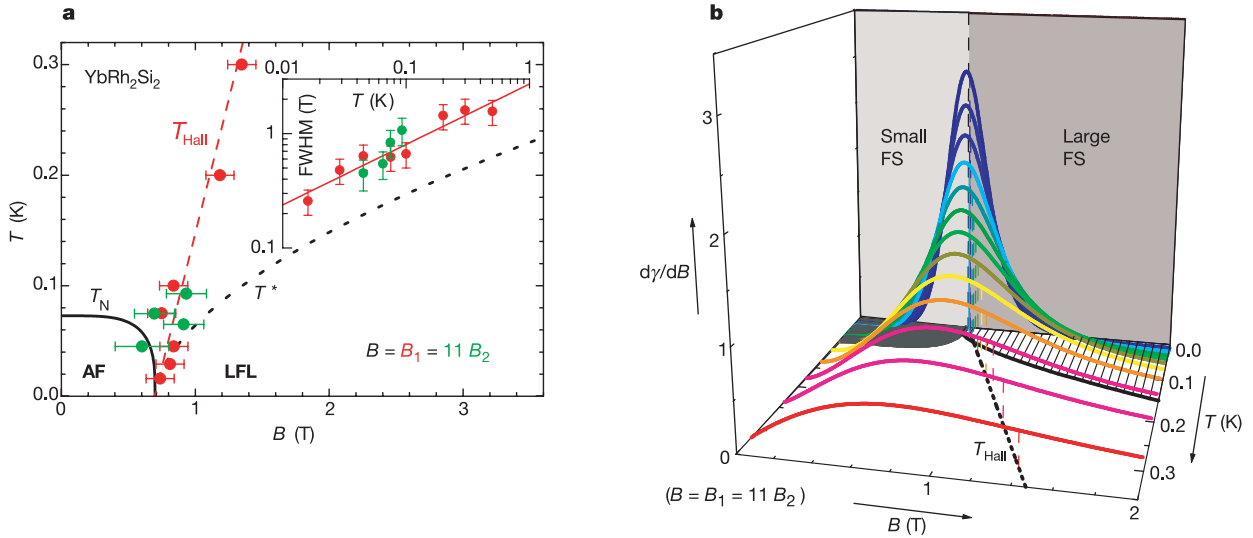 a
YbRh2Si2
THall
TN
AF
LFL
T*
B = B1 = 11 B2
T (K)
0.3
0.2
0.1
0.0
0
1
2
3
B (T)
0.01
0.1
1
T (K)
FWHM (T)
1
0.1
b
Small
FS
Large
FS
3
2
1
0
dγ/dB
0.0
0.1
0.2
0.3
T (K)
THall
1
2
(B = B1 = 11 B2)
B (T)